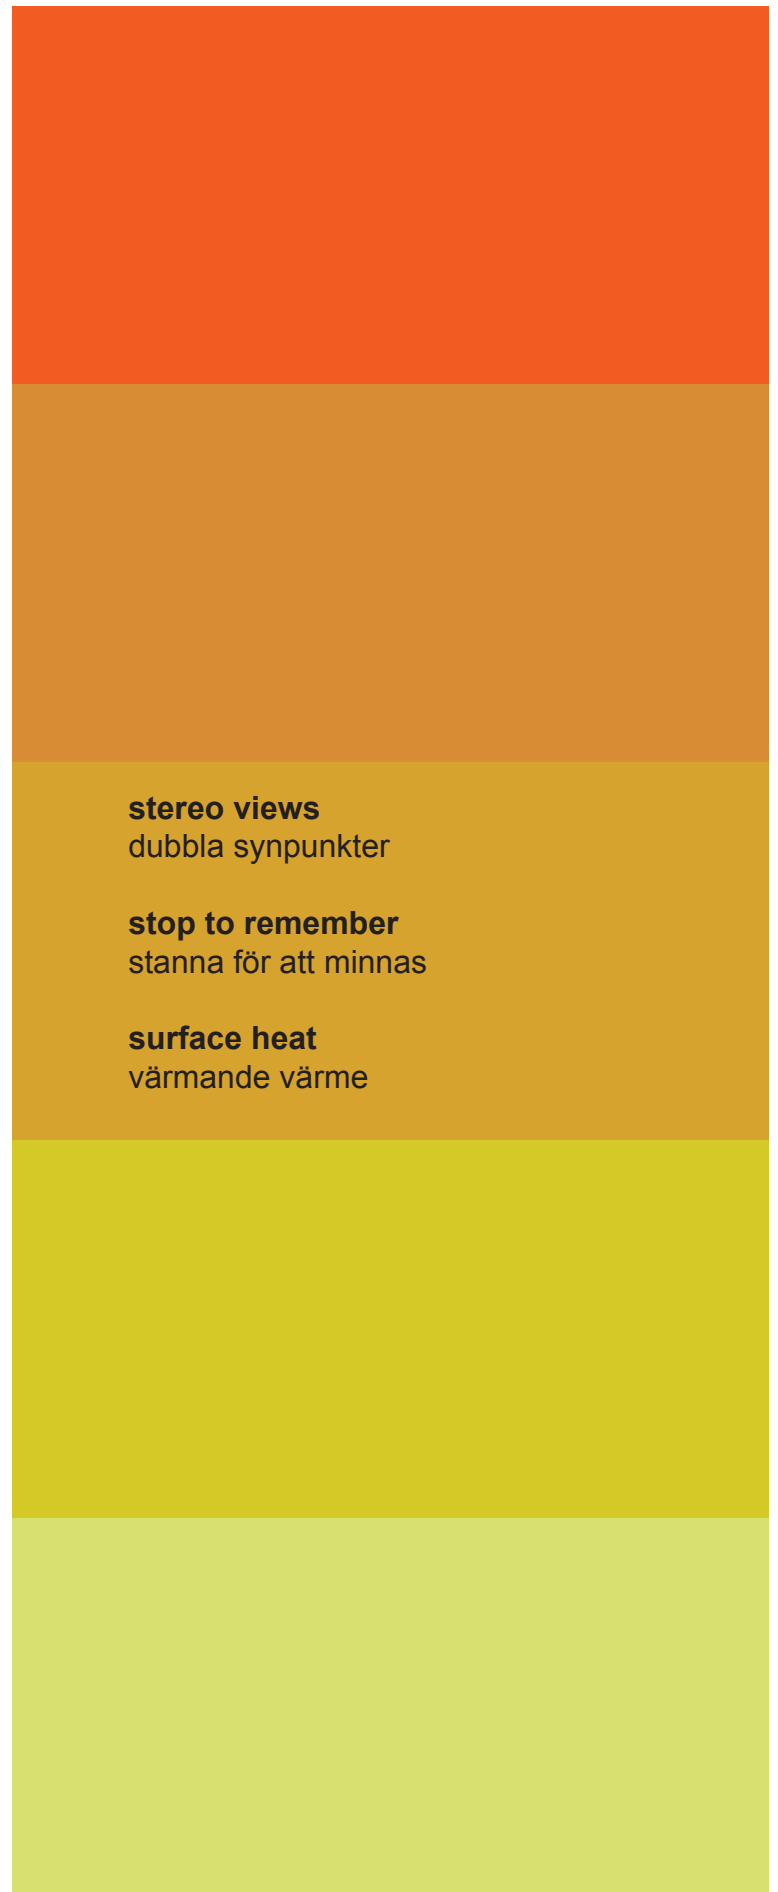 stereo views
dubbla synpunkter
stop to remember
stanna för att minnas
surface heat
värmande värme